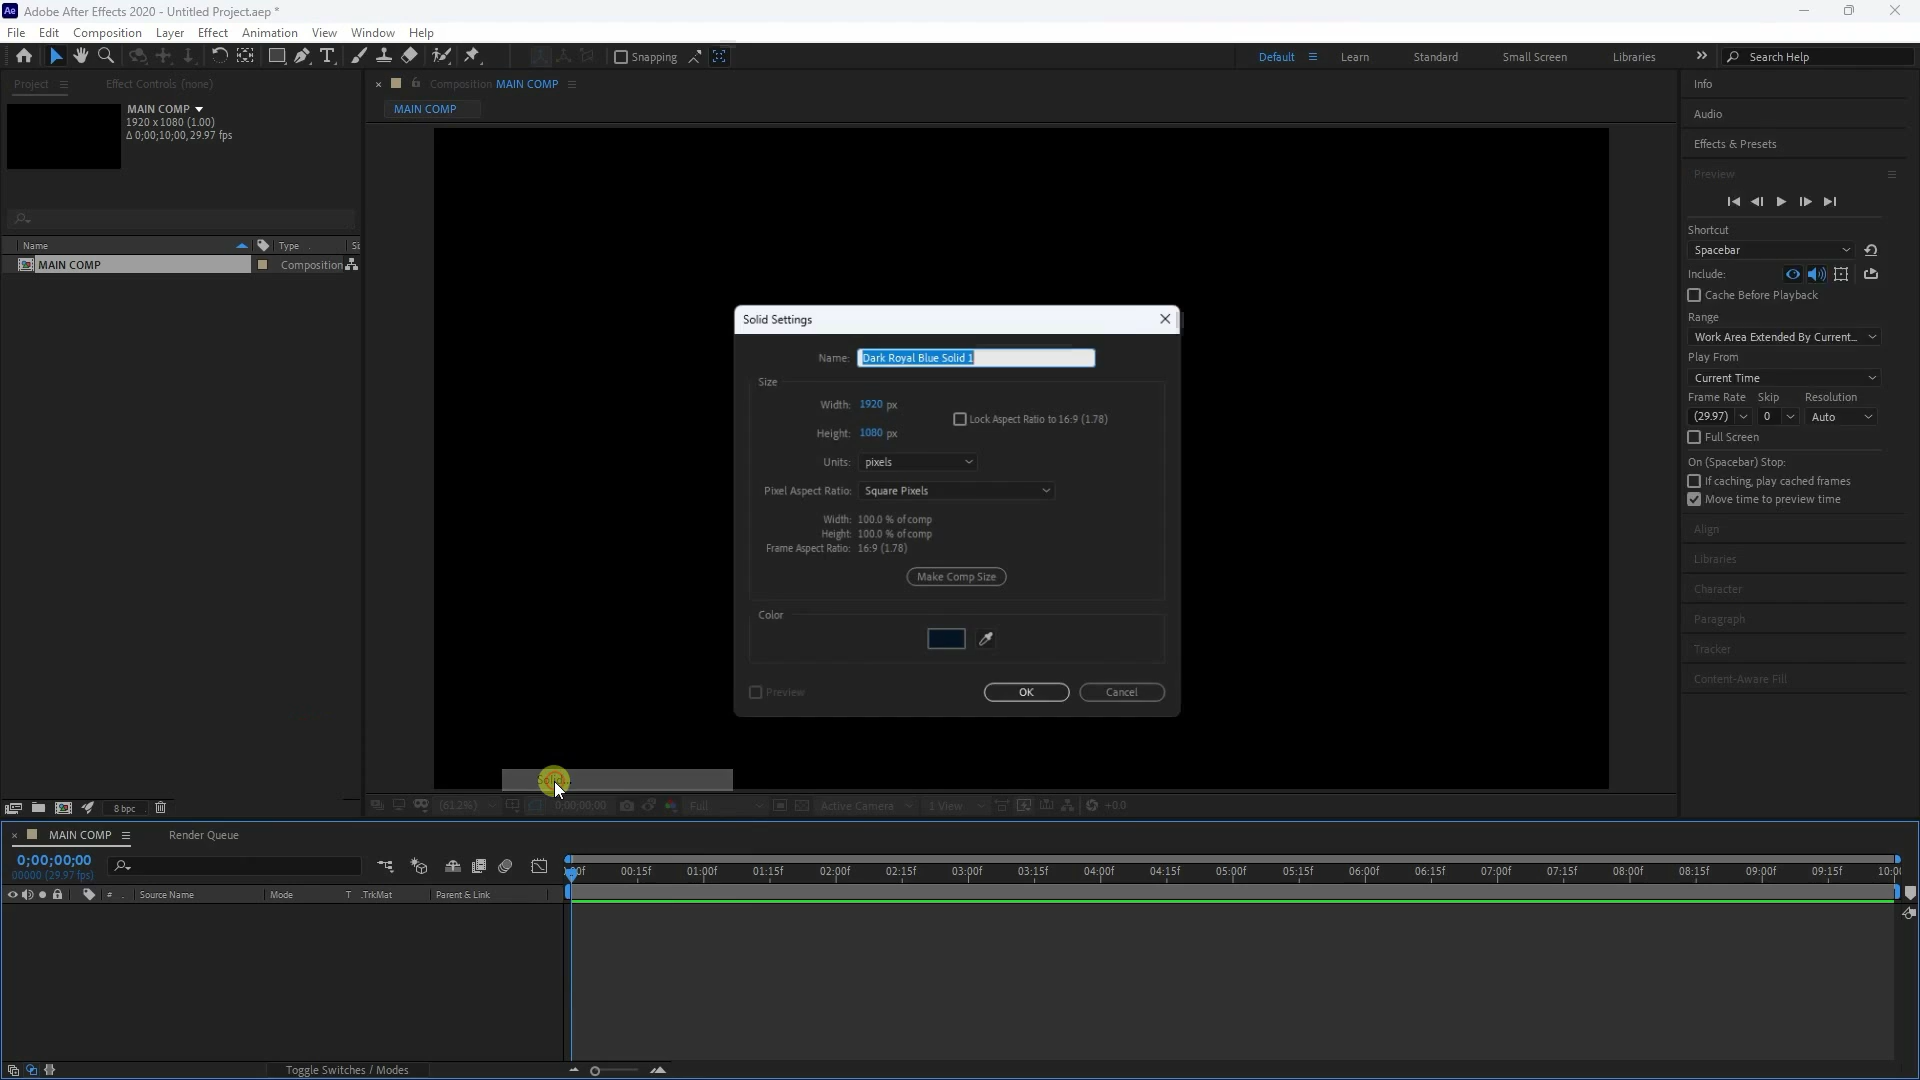 Adobe After Effects 2020 - Untitled Project.aep *
File Edit Composition Layer Effect Animation View Window Help
Snapping
Default Learn Standard Small Screen Libraries Search Help
Project Effect Controls (none)
MAIN COMP
1920 x 1080 (1.00)
Δ 0;00;10;00, 29.97 fps
Name Type
MAIN COMP Composition
8 bpc
Composition MAIN COMP
MAIN COMP
Solid Settings
Name: Dark Royal Blue Solid 1
Size
Width: 1920 px
Lock Aspect Ratio to 16:9 (1.78)
Height: 1080 px
Units: pixels
Pixel Aspect Ratio: Square Pixels
Width: 100.0 % of comp
Height: 100.0 % of comp
Frame Aspect Ratio: 16:9 (1.78)
Make Comp Size
Color
Preview OK Cancel
(61.2%) 0;00;00;00 Full Active Camera 1 View +0.0
Info
Audio
Effects & Presets
Preview
Shortcut
Spacebar
Include:
Cache Before Playback
Range
Work Area Extended By Current...
Play From
Current Time
Frame Rate Skip Resolution
(29.97) 0 Auto
Full Screen
On (Spacebar) Stop:
If caching, play cached frames
Move time to preview time
Align
Libraries
Character
Paragraph
Tracker
Content-Aware Fill
MAIN COMP Render Queue
0;00;00;00
00000 (29.97 fps)
# Source Name Mode T .TrkMat Parent & Link
00:15f 01:00f 01:15f 02:00f 02:15f 03:00f 03:15f 04:00f 04:15f 05:00f 05:15f 06:00f 06:15f 07:00f 07:15f 08:00f 08:15f 09:00f 09:15f
Toggle Switches / Modes